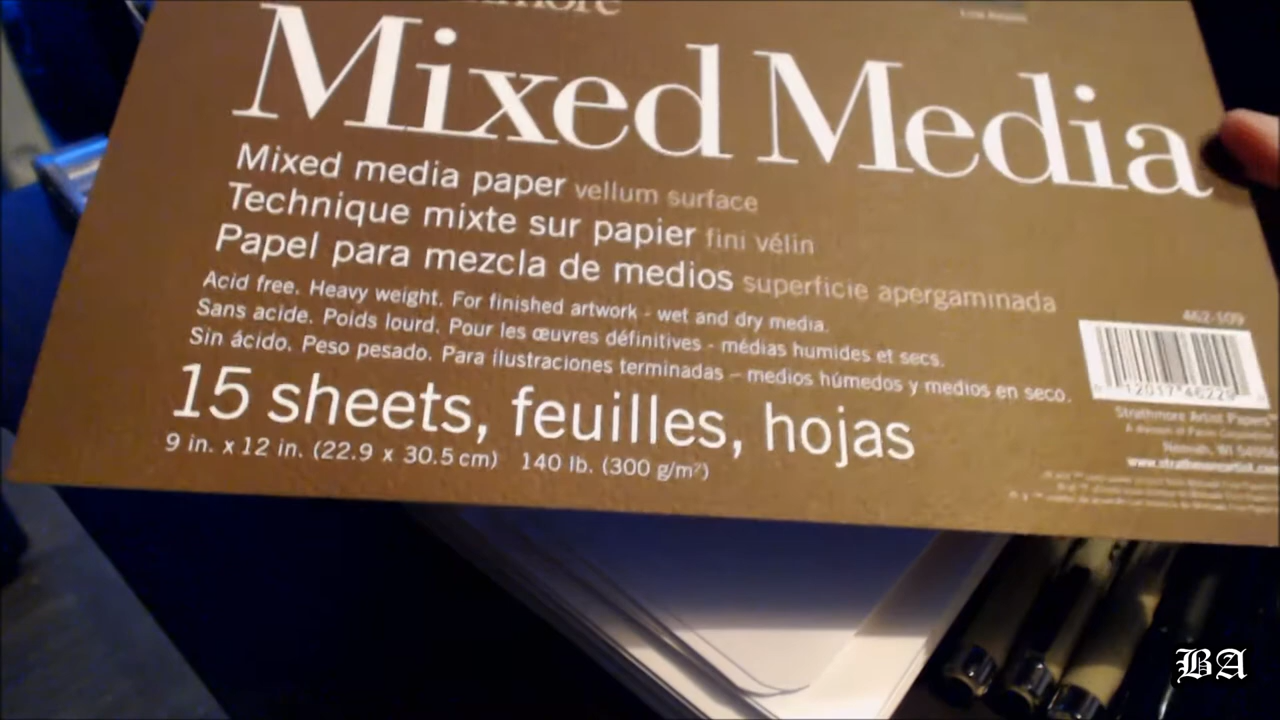 Mixed Media
Mixed media paper vellum surface
Technique mixte sur papier fini vélin
Papel para mezcla de medios superficie apergaminada
Acid free. Heavy weight. For finished artwork - wet and dry media.
Sans acide. Poids lourd. Pour les œuvres définitives - médias humides et secs.
Sin ácido. Peso pesado. Para ilustraciones terminadas – medios húmedos y medios en seco.
15 sheets, feuilles, hojas
9 in. x 12 in. (22.9 x 30.5 cm) 140 lb. (300 g/m²)
462-109
Strathmore Artist Papers™
BA